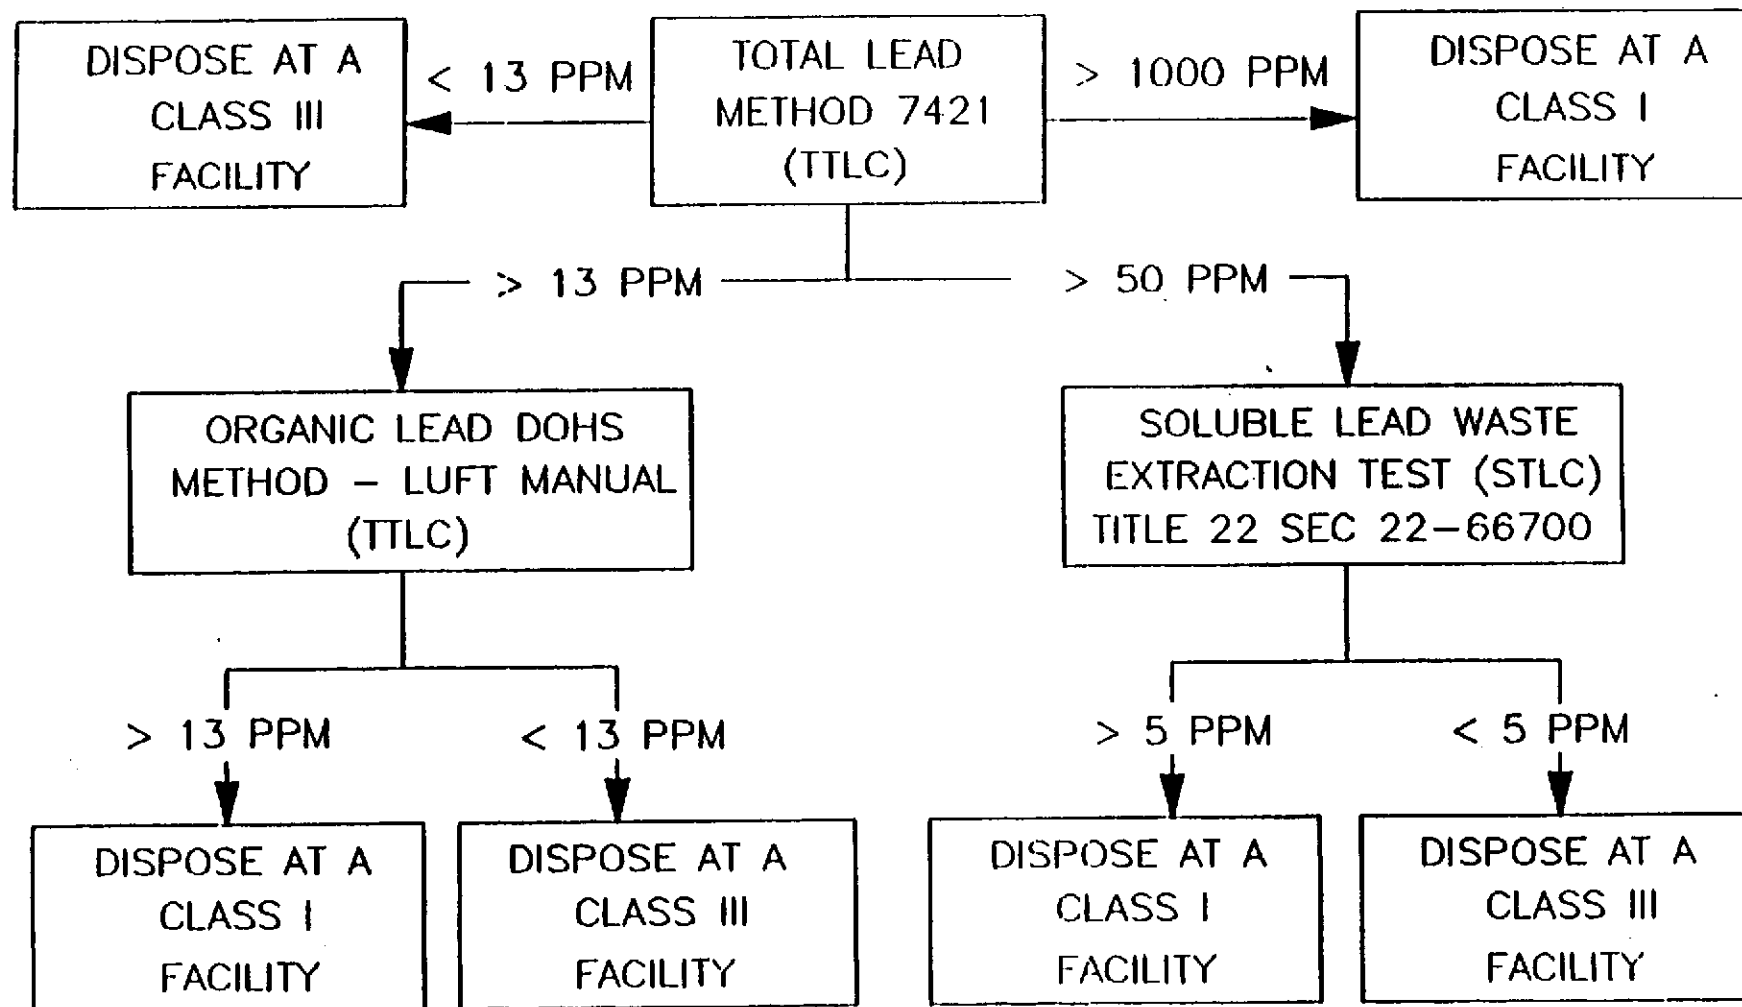 DISPOSE AT A
CLASS III
FACILITY
< 13 PPM
TOTAL LEAD
METHOD 7421
(TTLC)
> 1000 PPM
DISPOSE AT A
CLASS I
FACILITY
> 13 PPM
> 50 PPM
ORGANIC LEAD DOHS
METHOD – LUFT MANUAL
(TTLC)
SOLUBLE LEAD WASTE
EXTRACTION TEST (STLC)
TITLE 22 SEC 22–66700
> 13 PPM
< 13 PPM
> 5 PPM
< 5 PPM
DISPOSE AT A
CLASS I
FACILITY
DISPOSE AT A
CLASS III
FACILITY
DISPOSE AT A
CLASS I
FACILITY
DISPOSE AT A
CLASS III
FACILITY